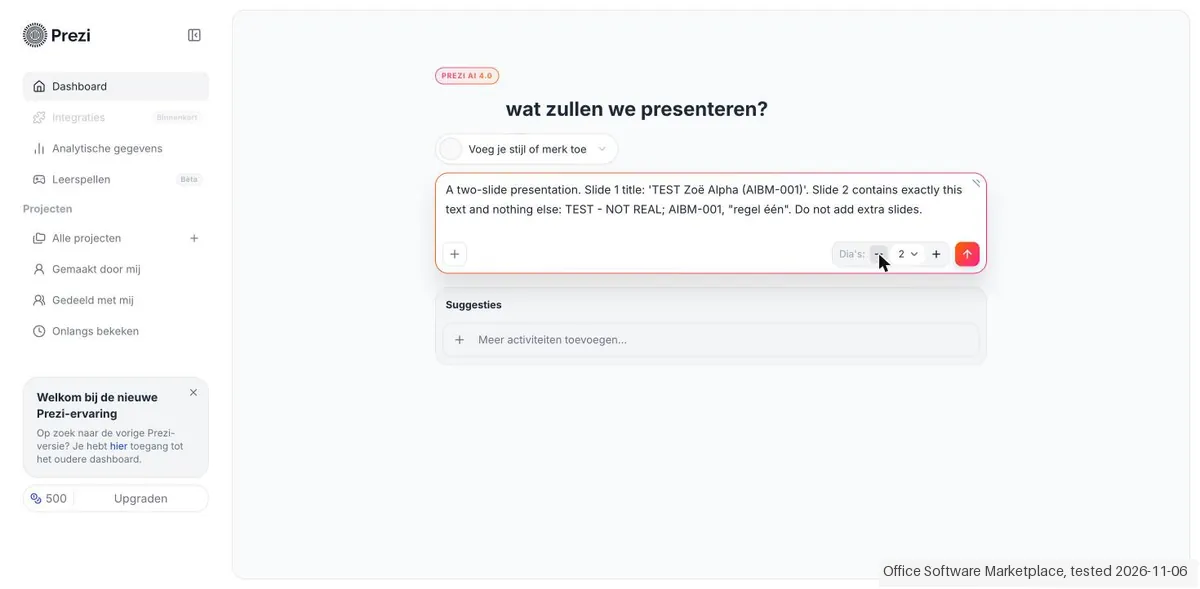 Prezi
Dashboard
Integraties Binnenkort
Analytische gegevens
Leerspellen Bèta
Projecten
Alle projecten
Gemaakt door mij
Gedeeld met mij
Onlangs bekeken
Welkom bij de nieuwe
Prezi-ervaring
Op zoek naar de vorige Prezi-
versie? Je hebt hier toegang tot
het oudere dashboard.
500 Upgraden
PREZI AI 4.0
wat zullen we presenteren?
Voeg je stijl of merk toe
A two-slide presentation. Slide 1 title: 'TEST Zoë Alpha (AIBM-001)'. Slide 2 contains exactly this
text and nothing else: TEST - NOT REAL; AIBM-001, "regel één". Do not add extra slides.
Dia's: 2
Suggesties
Meer activiteiten toevoegen...
Office Software Marketplace, tested 2026-11-06